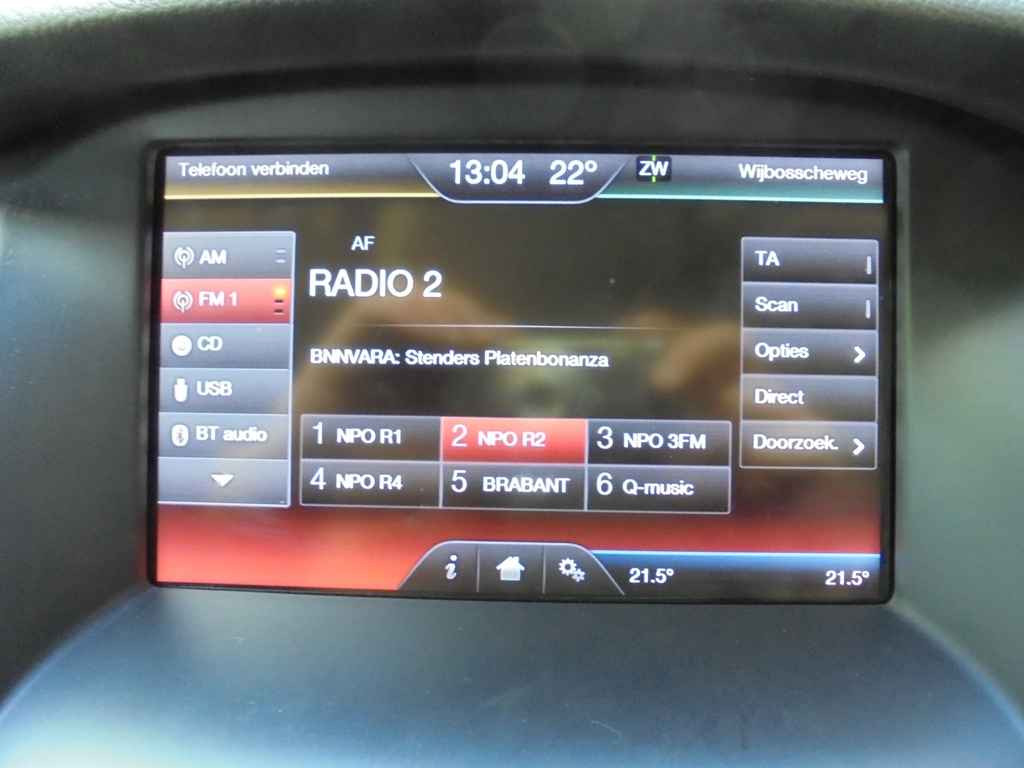 Telefoon verbinden 13:04 22° ZW Wijbosscheweg
AM
FM 1
CD
USB
BT audio
AF
RADIO 2
BNNVARA: Stenders Platenbonanza
1 NPO R1 2 NPO R2 3 NPO 3FM
4 NPO R4 5 BRABANT 6 Q-music
TA
Scan
Opties
Direct
Doorzoek.
i 21.5° 21.5°